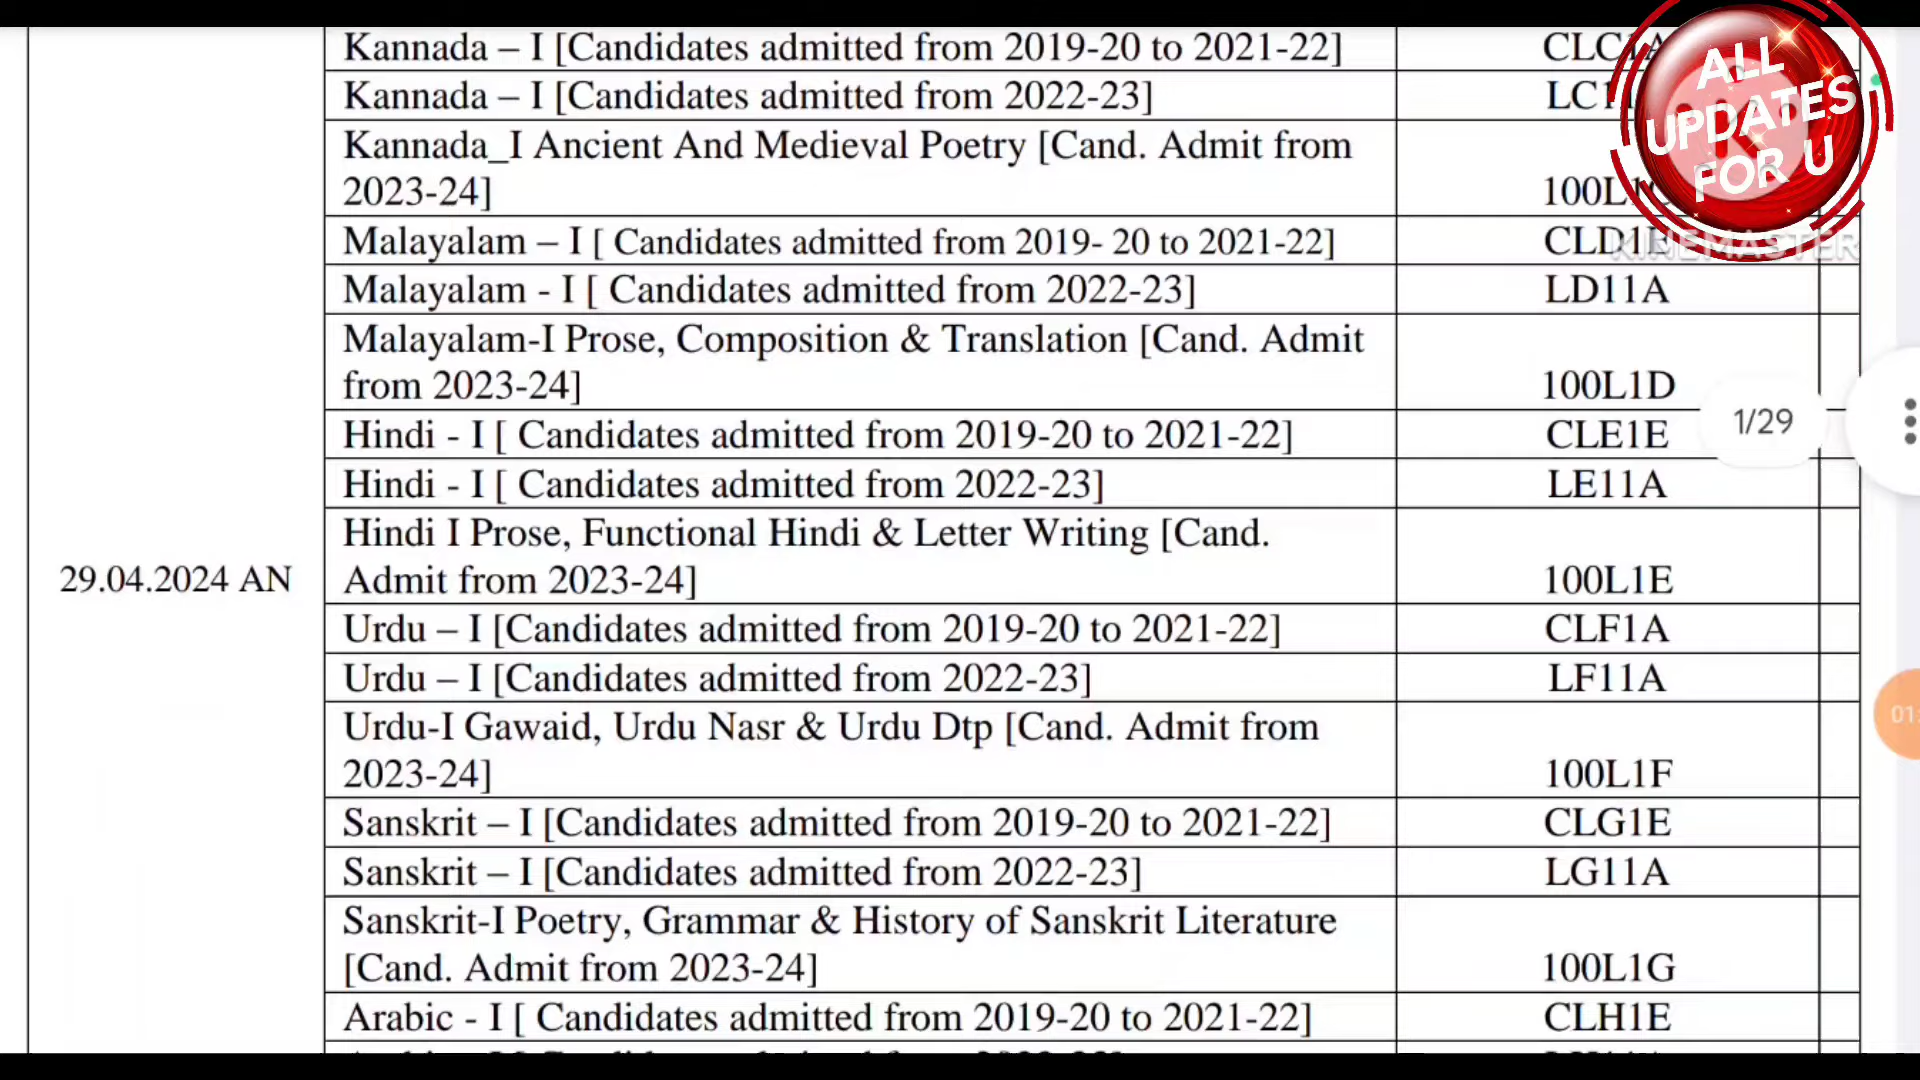 Kannada – I [Candidates admitted from 2019-20 to 2021-22]
Kannada – I [Candidates admitted from 2022-23]
Kannada_I Ancient And Medieval Poetry [Cand. Admit from
2023-24]
Malayalam – I [ Candidates admitted from 2019- 20 to 2021-22]
Malayalam - I [ Candidates admitted from 2022-23] LD11A
Malayalam-I Prose, Composition & Translation [Cand. Admit
from 2023-24] 100L1D
Hindi - I [ Candidates admitted from 2019-20 to 2021-22] CLE1E
Hindi - I [ Candidates admitted from 2022-23] LE11A
Hindi I Prose, Functional Hindi & Letter Writing [Cand.
29.04.2024 AN Admit from 2023-24] 100L1E
Urdu – I [Candidates admitted from 2019-20 to 2021-22] CLF1A
Urdu – I [Candidates admitted from 2022-23] LF11A
Urdu-I Gawaid, Urdu Nasr & Urdu Dtp [Cand. Admit from
2023-24] 100L1F
Sanskrit – I [Candidates admitted from 2019-20 to 2021-22] CLG1E
Sanskrit – I [Candidates admitted from 2022-23] LG11A
Sanskrit-I Poetry, Grammar & History of Sanskrit Literature
[Cand. Admit from 2023-24] 100L1G
Arabic - I [ Candidates admitted from 2019-20 to 2021-22] CLH1E
ALL
UPDATES
FOR U
KINEMASTER
1/29